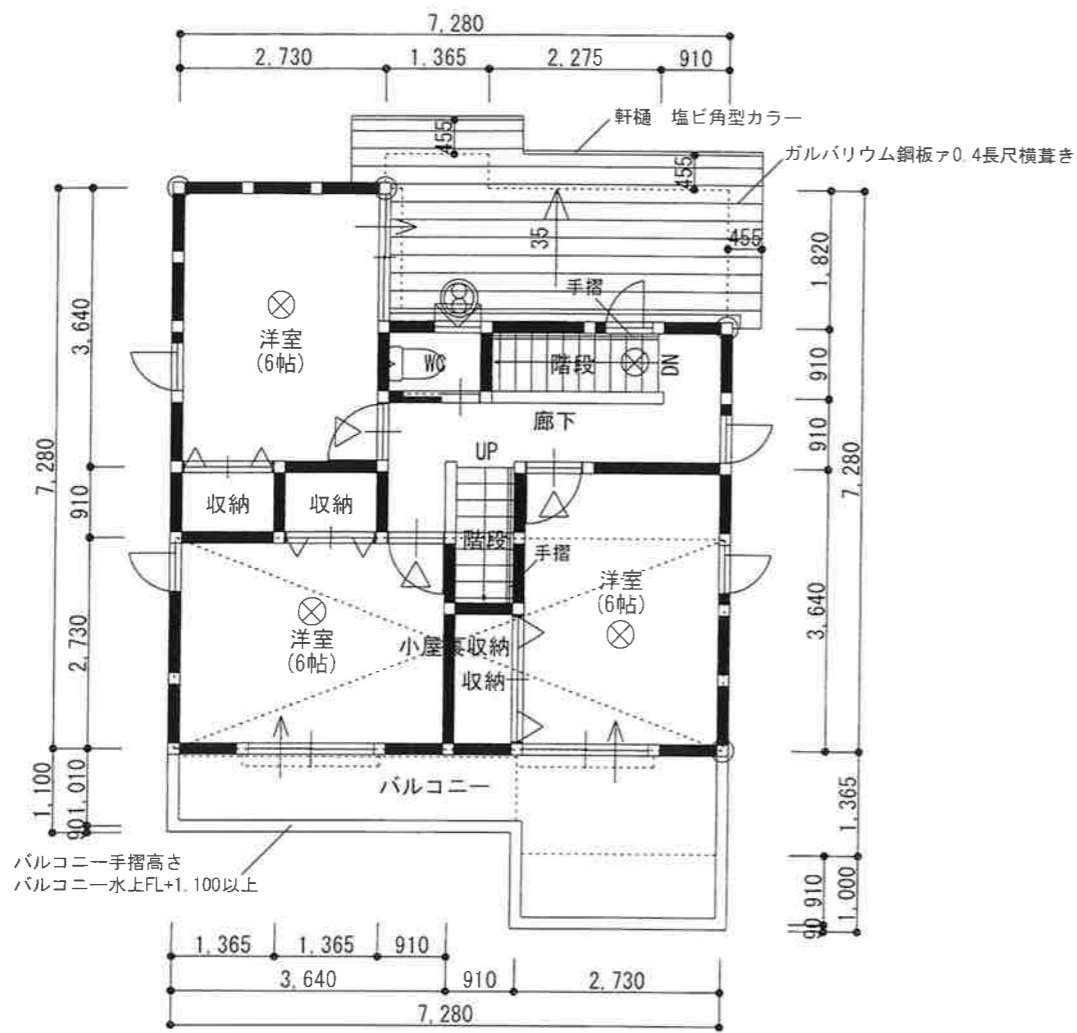 7,280
2,730 1,365 2,275 910
軒樋 塩ビ角型カラー
455
ガルバリウム鋼板ァ0.4長尺横葺き
455
455
35
手摺
7,280
3,640
910
2,730
1,100
1,010
90
洋室
(6帖)
WC
階段
DN
廊下
UP
収納
収納
階段
手摺
洋室
(6帖)
洋室
(6帖)
小屋裏収納
収納
バルコニー
1,820
910
910
7,280
3,640
1,365
910
90
1,000
バルコニー手摺高さ
バルコニー水上FL+1.100以上
1,365 1,365 910
3,640 910 2,730
7,280